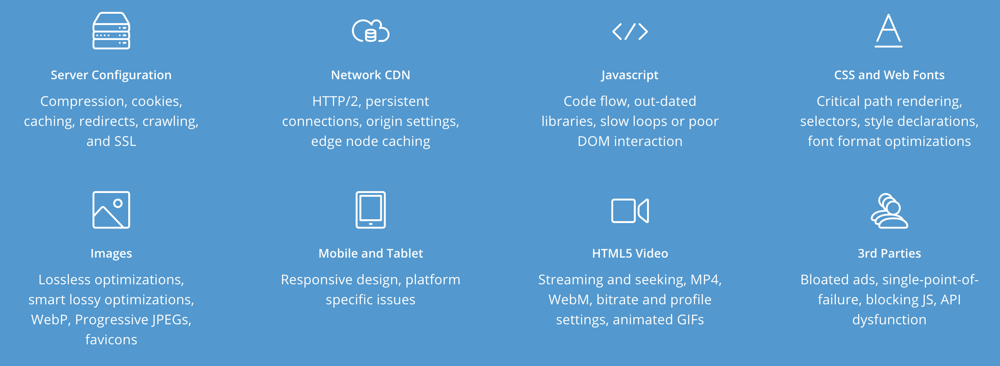 Server Configuration
Compression, cookies,
caching, redirects, crawling,
and SSL
Network CDN
HTTP/2, persistent
connections, origin settings,
edge node caching
Javascript
Code flow, out-dated
libraries, slow loops or poor
DOM interaction
CSS and Web Fonts
Critical path rendering,
selectors, style declarations,
font format optimizations
Images
Lossless optimizations,
smart lossy optimizations,
WebP, Progressive JPEGs,
favicons
Mobile and Tablet
Responsive design, platform
specific issues
HTML5 Video
Streaming and seeking, MP4,
WebM, bitrate and profile
settings, animated GIFs
3rd Parties
Bloated ads, single-point-of-
failure, blocking JS, API
dysfunction